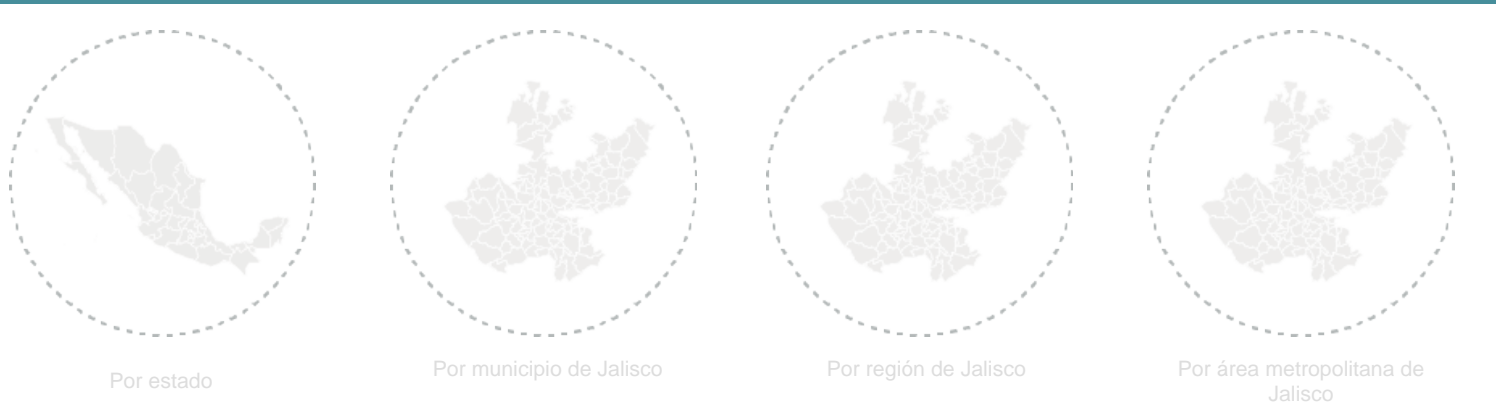 Por estado
Por municipio de Jalisco
Por región de Jalisco
Por área metropolitana de
Jalisco